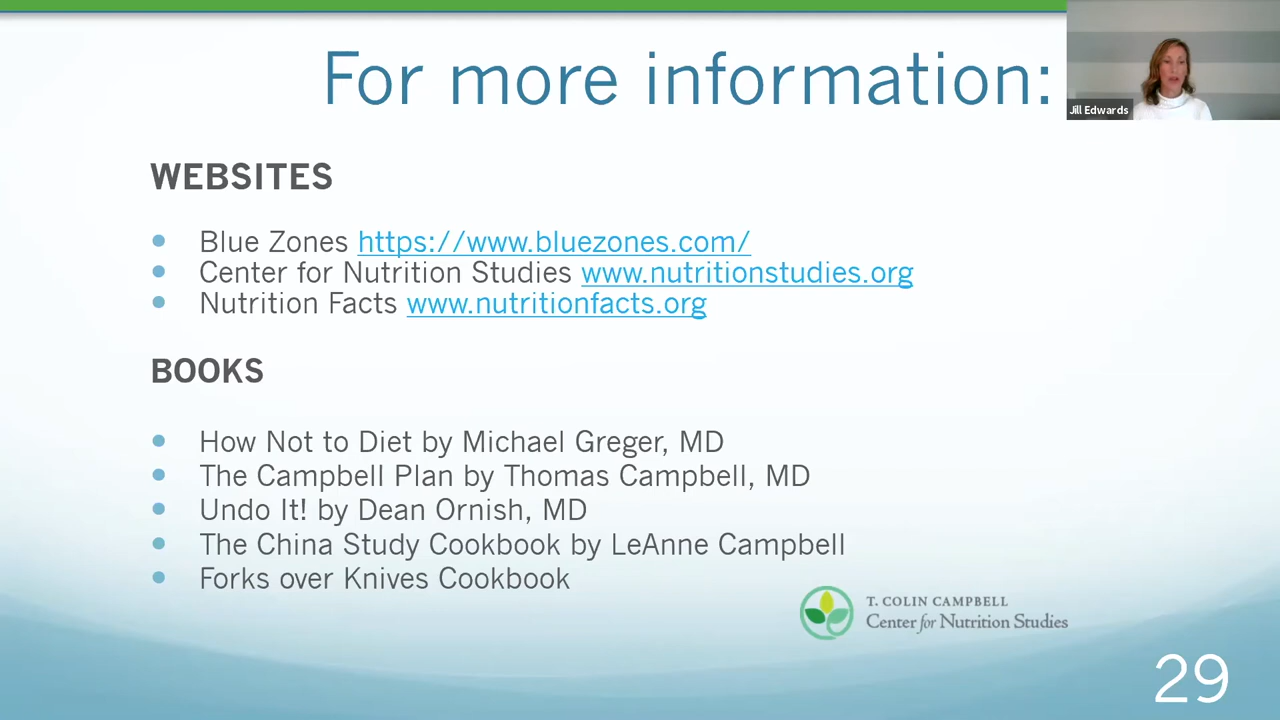 For more information:
Jill Edwards
WEBSITES
• Blue Zones https://www.bluezones.com/
• Center for Nutrition Studies www.nutritionstudies.org
• Nutrition Facts www.nutritionfacts.org
BOOKS
• How Not to Diet by Michael Greger, MD
• The Campbell Plan by Thomas Campbell, MD
• Undo It! by Dean Ornish, MD
• The China Study Cookbook by LeAnne Campbell
• Forks over Knives Cookbook
T. COLIN CAMPBELL
Center for Nutrition Studies
29